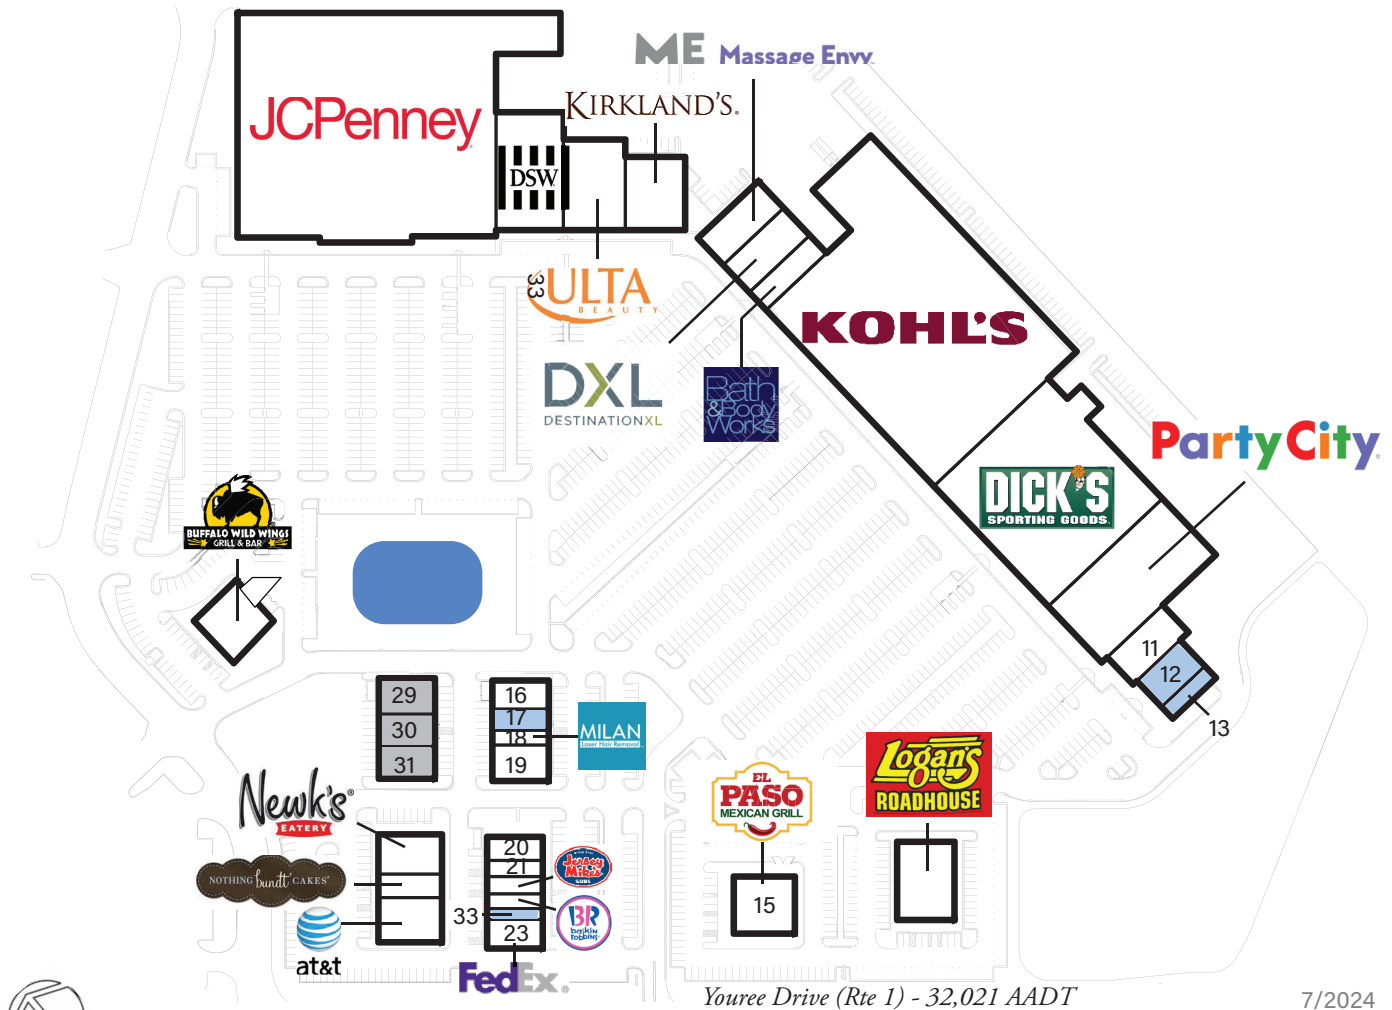 ME Massage Envy
KIRKLAND'S.
JCPenney
DSW
33
ULTA
BEAUTY
KOHL'S
DXL
DESTINATIONXL
Bath
&Body
Works
Party City
DICK'S
SPORTING GOODS
BUFFALO WILD WINGS
GRILL & BAR
11
12
13
29
30
31
16
17
18
19
MILAN
Laser Hair Removal
Logan's
ROADHOUSE
EL
PASO
MEXICAN GRILL
15
Newk's®
EATERY
NOTHING bundt CAKES
at&t
20
21
33
23
Jersey
Mike's
SUBS
BR
baskin
robbins
FedEx®
Youree Drive (Rte 1) - 32,021 AADT
7/2024